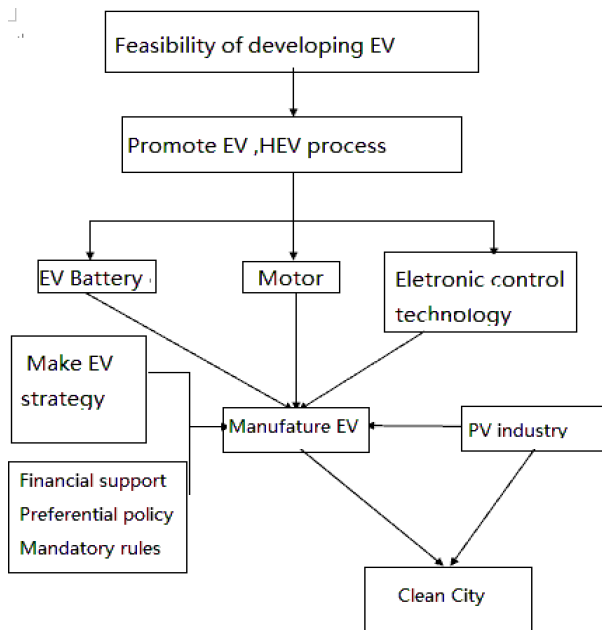 Feasibility of developing EV
Promote EV ,HEV process
EV Battery
Motor
Eletronic control
technology
Make EV
strategy
Manufature EV
PV industry
Financial support
Preferential policy
Mandatory rules
Clean City